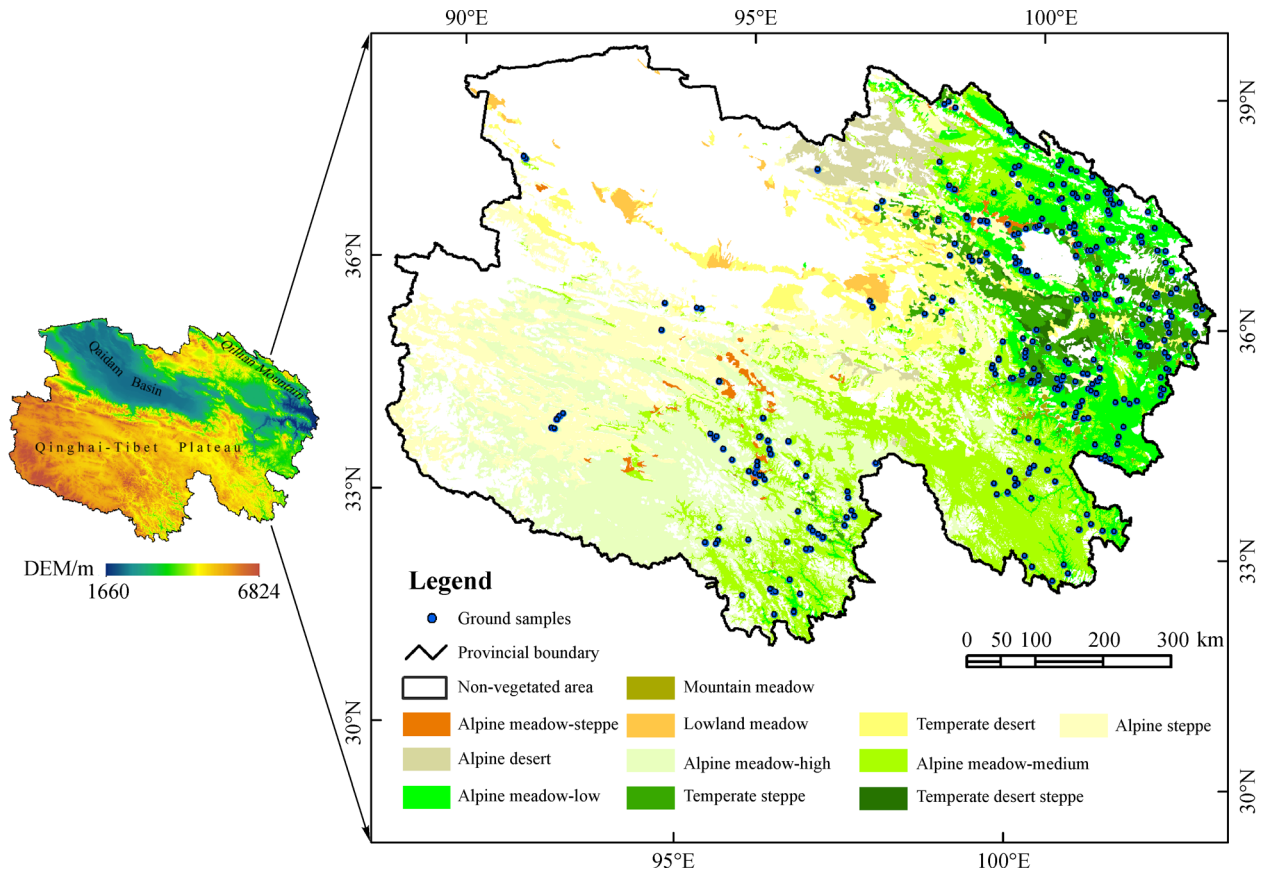 90°E
95°E
100°E
39°N
36°N
36°N
33°N
33°N
30°N
30°N
95°E
100°E
Qaidam Basin
Qilian Mountain
Qinghai-Tibet Plateau
DEM/m
1660
6824
Legend
Ground samples
Provincial boundary
Non-vegetated area
Mountain meadow
Alpine meadow-steppe
Lowland meadow
Temperate desert
Alpine steppe
Alpine desert
Alpine meadow-high
Alpine meadow-medium
Alpine meadow-low
Temperate steppe
Temperate desert steppe
0 50 100 200 300 km